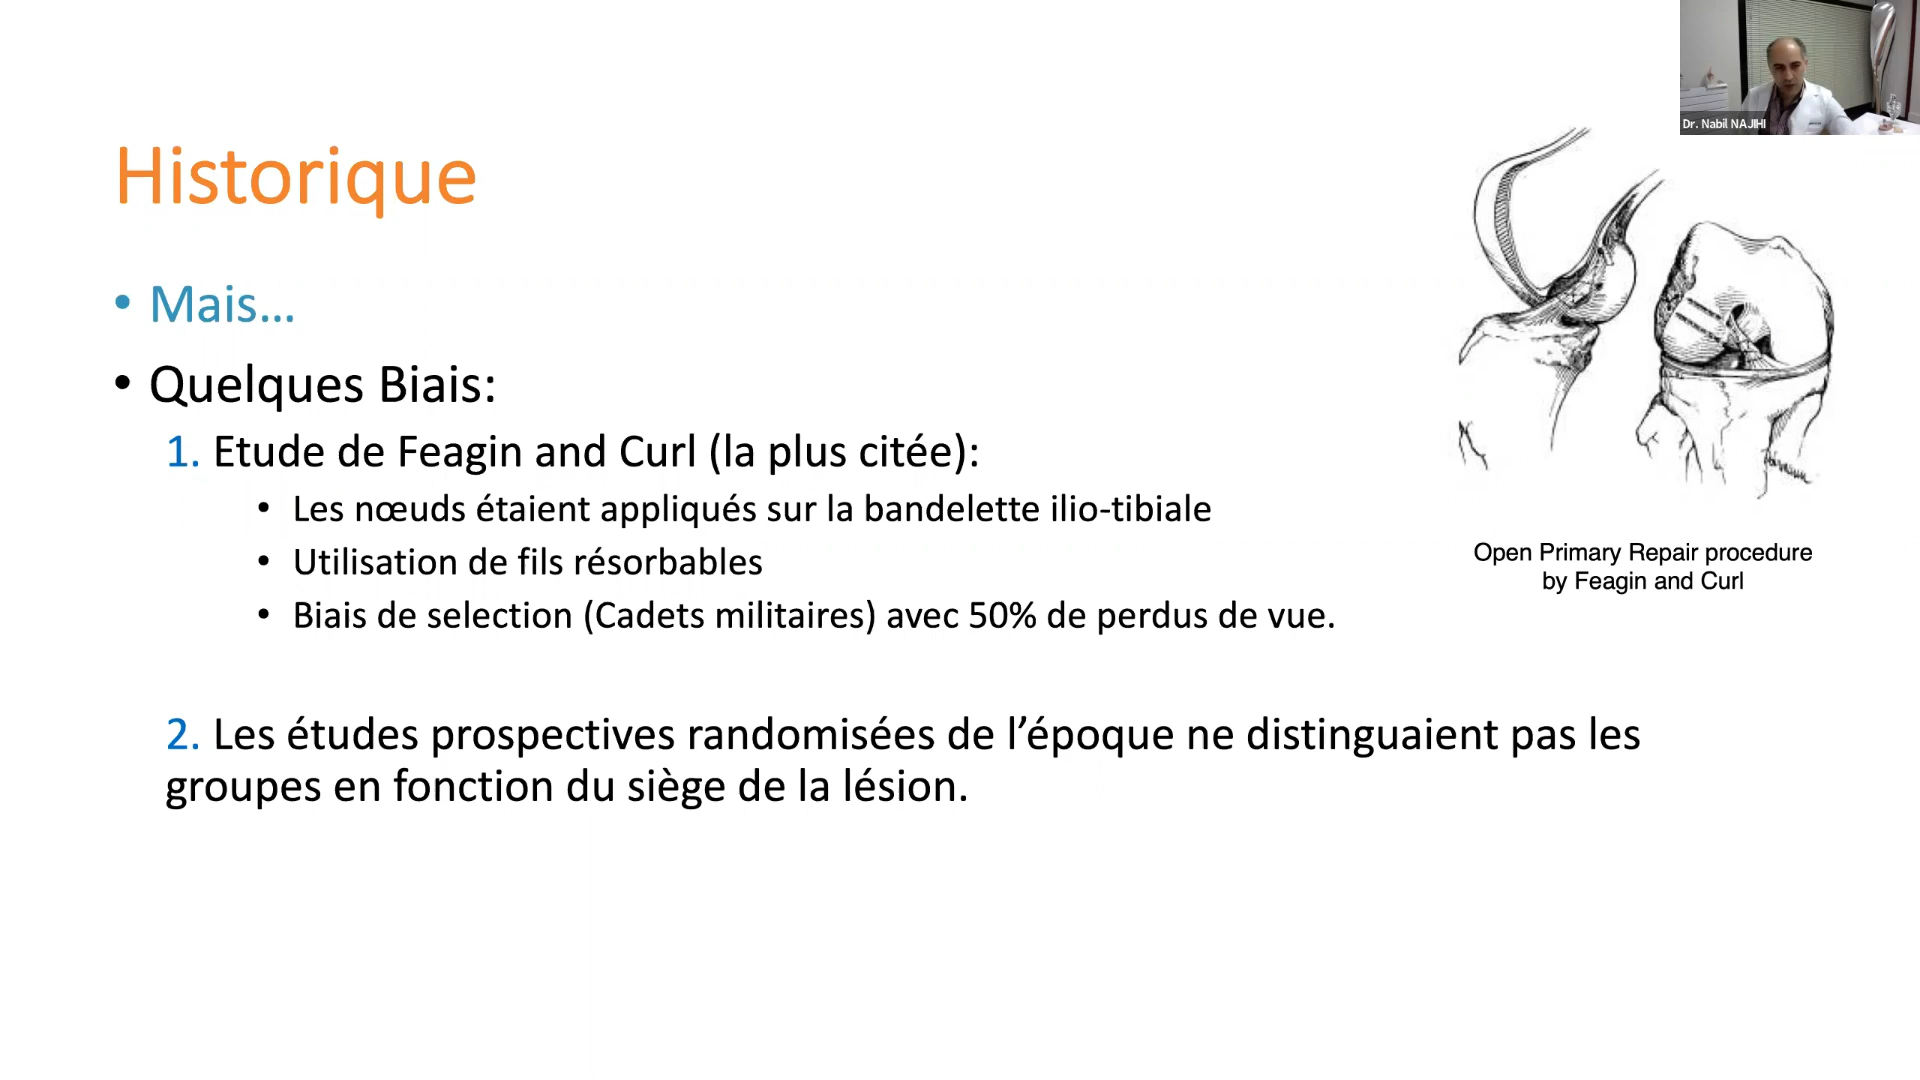 Dr. Nabil NAJIHI
Historique
• Mais...
• Quelques Biais:
1. Etude de Feagin and Curl (la plus citée):
• Les nœuds étaient appliqués sur la bandelette ilio-tibiale
• Utilisation de fils résorbables
• Biais de selection (Cadets militaires) avec 50% de perdus de vue.
Open Primary Repair procedure
by Feagin and Curl
2. Les études prospectives randomisées de l’époque ne distinguaient pas les
groupes en fonction du siège de la lésion.